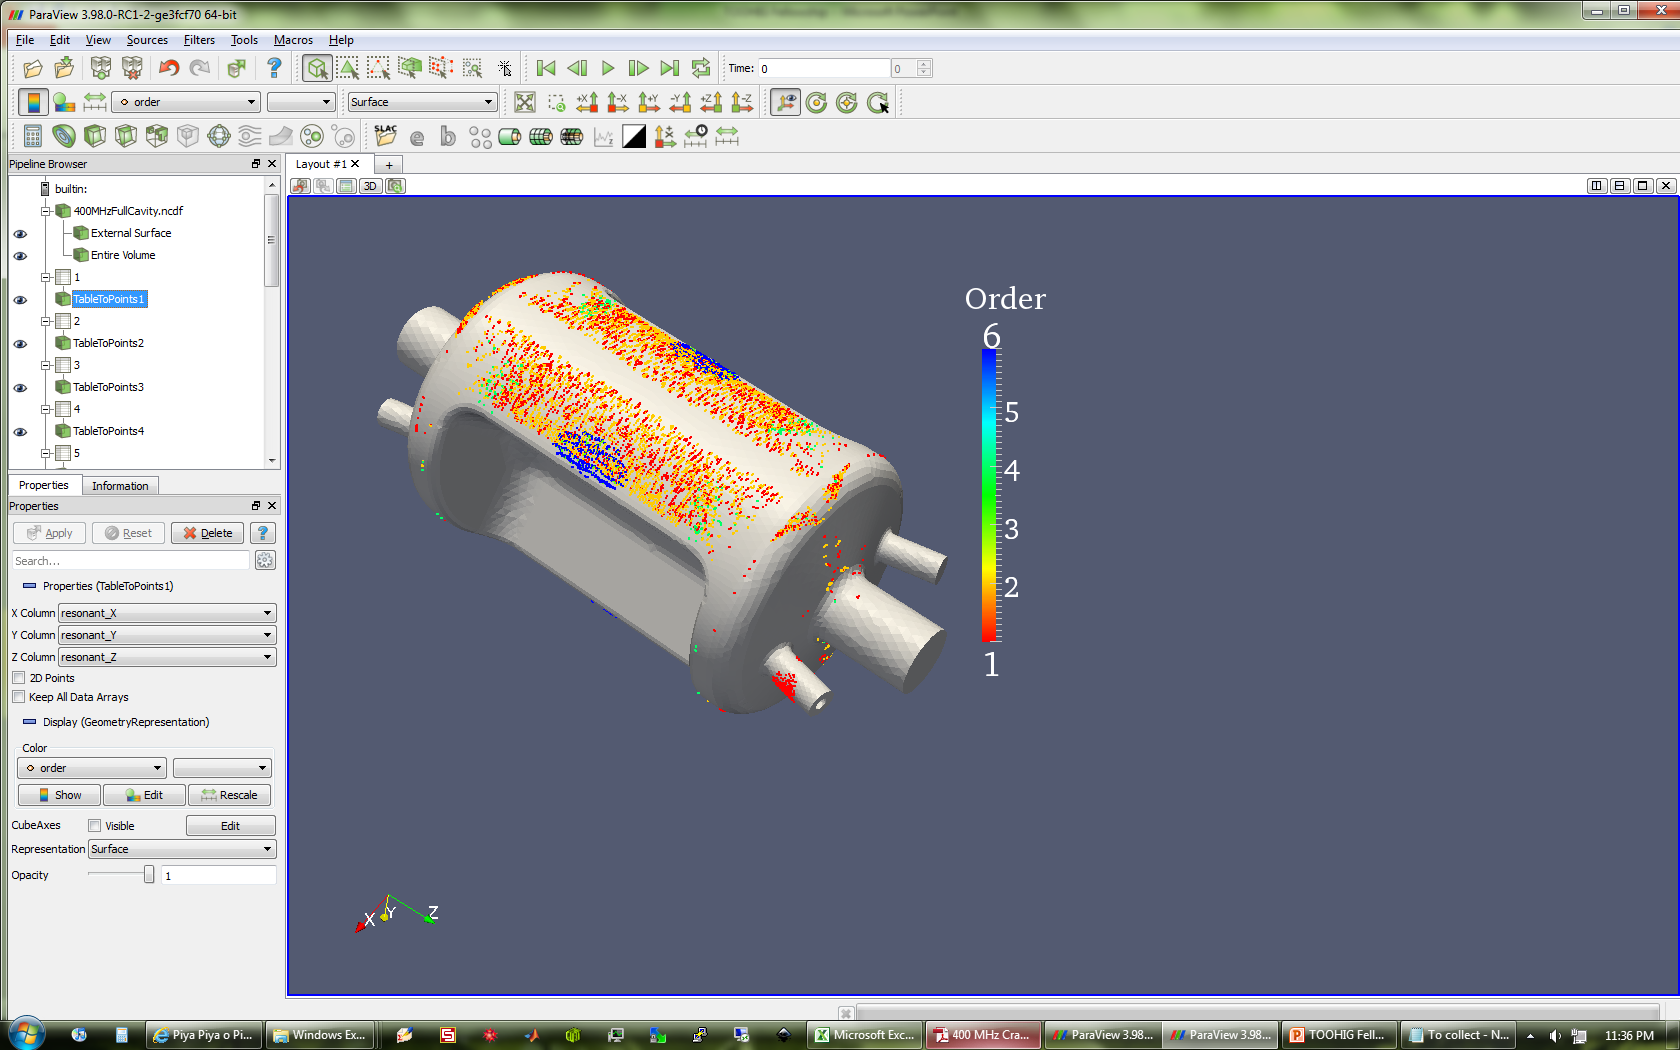 ParaView 3.98.0-RC1-2-ge3fcf70 64-bit
File Edit View Sources Filters Tools Macros Help
Time: 0 0
order Surface
+X -X +Y -Y +Z -Z
SLAC e b
Pipeline Browser
Layout #1
+
3D
builtin:
400MHzFullCavity.ncdf
External Surface
Entire Volume
1
TableToPoints1
2
TableToPoints2
3
TableToPoints3
4
TableToPoints4
5
Properties Information
Properties
Apply Reset Delete ?
Search...
Properties (TableToPoints1)
X Column resonant_X
Y Column resonant_Y
Z Column resonant_Z
2D Points
Keep All Data Arrays
Display (GeometryRepresentation)
Color
order
Show Edit Rescale
CubeAxes Visible Edit
Representation Surface
Opacity 1
Order
6
5
4
3
2
1
X Y Z
Piya Piya o Pi... Windows Ex... Microsoft Exc... 400 MHz Cra... ParaView 3.98... ParaView 3.98... TOOHIG Fell... To collect - N... 11:36 PM